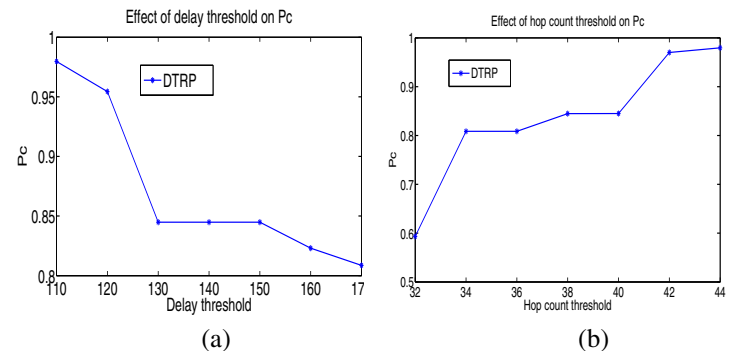 Effect of delay threshold on Pc
1
0.95
0.9
0.85
0.8
Pc
DTRP
110 120 130 140 150 160 17
Delay threshold
(a)
Effect of hop count threshold on Pc
1
0.9
0.8
0.7
0.6
0.5
Pc
DTRP
32 34 36 38 40 42 44
Hop count threshold
(b)